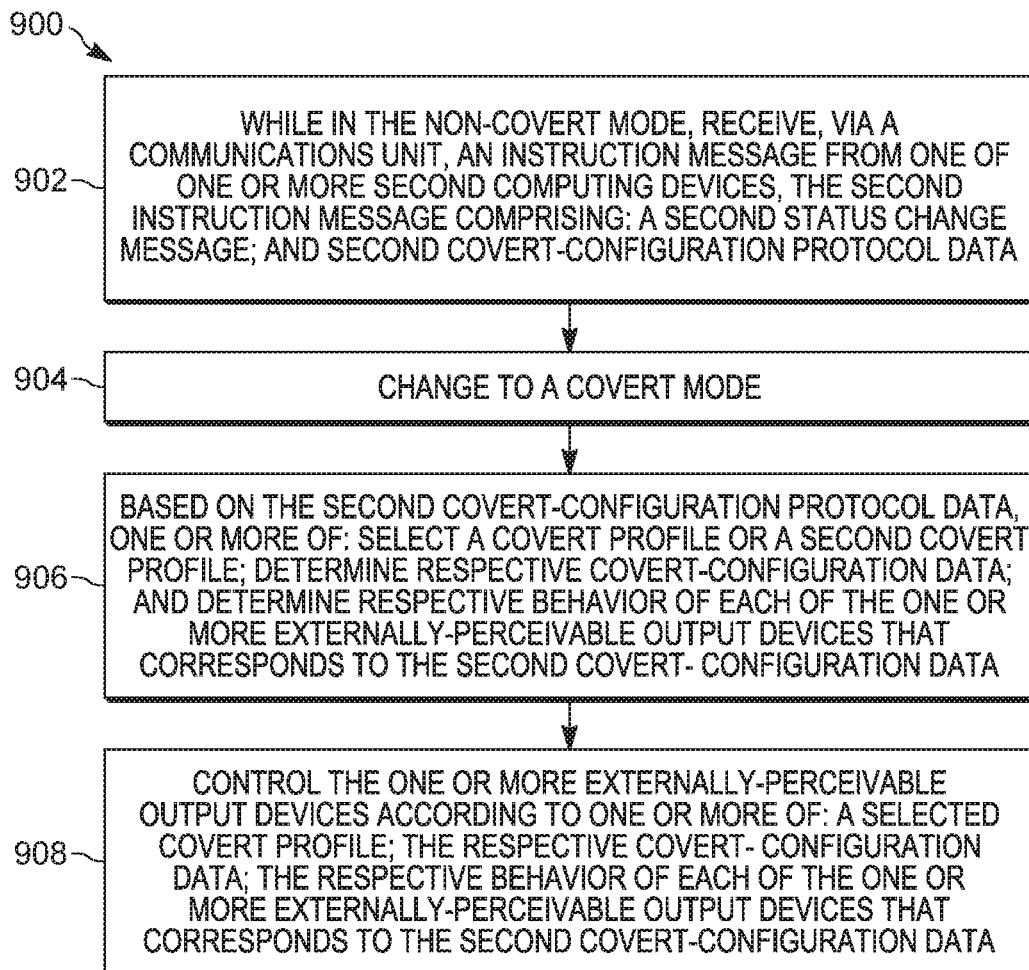 900
902
WHILE IN THE NON-COVERT MODE, RECEIVE, VIA A
COMMUNICATIONS UNIT, AN INSTRUCTION MESSAGE FROM ONE OF
ONE OR MORE SECOND COMPUTING DEVICES, THE SECOND
INSTRUCTION MESSAGE COMPRISING: A SECOND STATUS CHANGE
MESSAGE; AND SECOND COVERT-CONFIGURATION PROTOCOL DATA
904
CHANGE TO A COVERT MODE
906
BASED ON THE SECOND COVERT-CONFIGURATION PROTOCOL DATA,
ONE OR MORE OF: SELECT A COVERT PROFILE OR A SECOND COVERT
PROFILE; DETERMINE RESPECTIVE COVERT-CONFIGURATION DATA;
AND DETERMINE RESPECTIVE BEHAVIOR OF EACH OF THE ONE OR
MORE EXTERNALLY-PERCEIVABLE OUTPUT DEVICES THAT
CORRESPONDS TO THE SECOND COVERT- CONFIGURATION DATA
908
CONTROL THE ONE OR MORE EXTERNALLY-PERCEIVABLE
OUTPUT DEVICES ACCORDING TO ONE OR MORE OF: A SELECTED
COVERT PROFILE; THE RESPECTIVE COVERT- CONFIGURATION
DATA; THE RESPECTIVE BEHAVIOR OF EACH OF THE ONE OR
MORE EXTERNALLY-PERCEIVABLE OUTPUT DEVICES THAT
CORRESPONDS TO THE SECOND COVERT-CONFIGURATION DATA